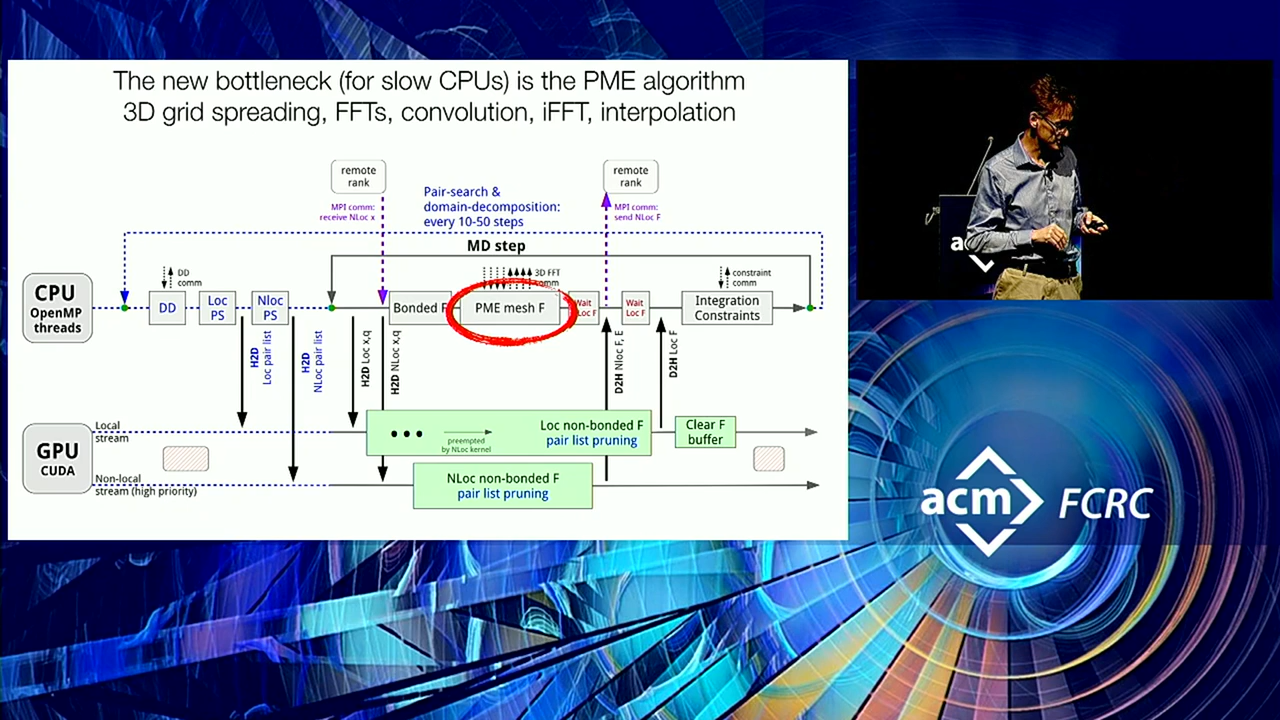 The new bottleneck (for slow CPUs) is the PME algorithm
3D grid spreading, FFTs, convolution, iFFT, interpolation
remote
rank
remote
rank
MPI comm:
receive NLoc x
Pair-search &
domain-decomposition:
every 10-50 steps
MPI comm:
send NLoc F
MD step
DD
comm
3D FFT
comm
constraint
comm
CPU
OpenMP
threads
DD
Loc
PS
Nloc
PS
Bonded F
PME mesh F
Wait
Loc F
Wait
Loc F
Integration
Constraints
H2D
Loc pair list
H2D
NLoc pair list
H2D Loc x,q
H2D NLoc x,q
D2H Nloc F, E
D2H Loc F
GPU
CUDA
Local
stream
Non-local
stream (high priority)
•••
preempted
by NLoc kernel
Loc non-bonded F
pair list pruning
Clear F
buffer
NLoc non-bonded F
pair list pruning
acm FCRC